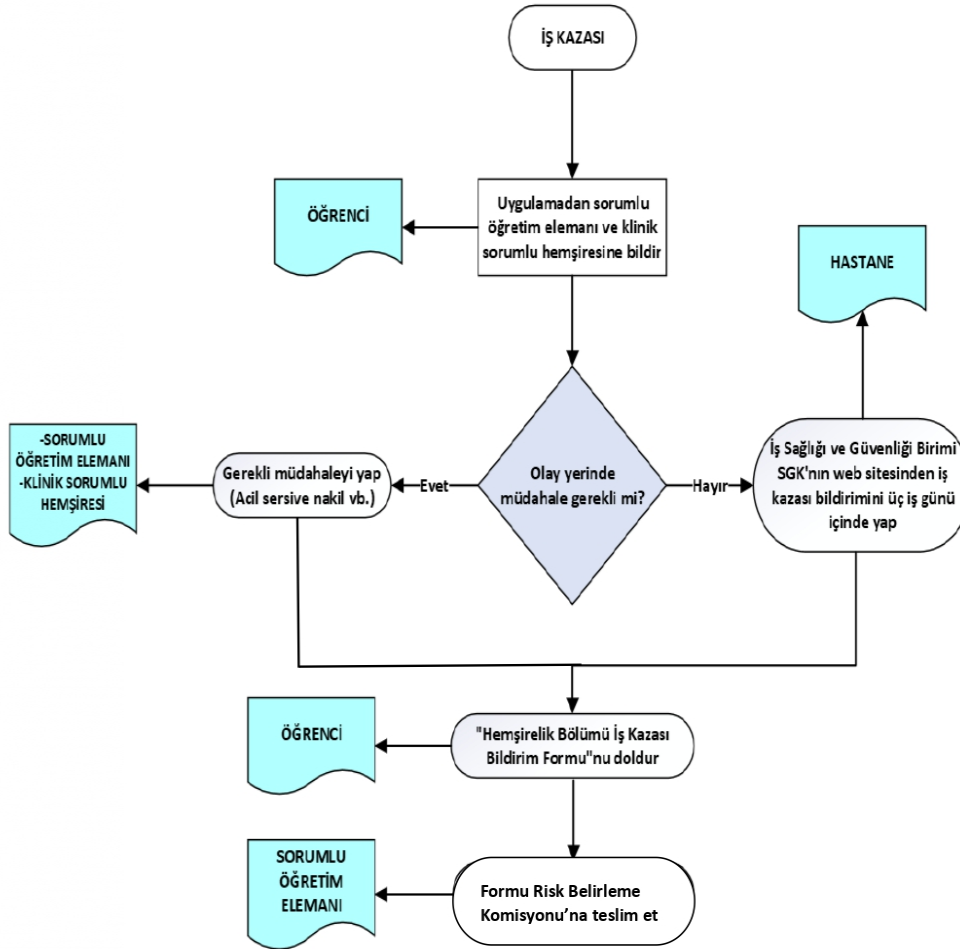 İŞ KAZASI
ÖĞRENCİ
Uygulamadan sorumlu
öğretim elemanı ve klinik
sorumlu hemşiresine bildir
HASTANE
-SORUMLU
ÖĞRETİM ELEMANI
-KLİNİK SORUMLU
HEMŞİRESİ
Gerekli müdahaleyi yap
(Acil sersive nakil vb.)
Evet
Olay yerinde
müdahale gerekli mi?
Hayır
İş Sağlığı ve Güvenliği Birimi
SGK'nın web sitesinden iş
kazası bildirimini üç iş günü
içinde yap
ÖĞRENCİ
"Hemşirelik Bölümü İş Kazası
Bildirim Formu"nu doldur
SORUMLU
ÖĞRETİM
ELEMANI
Formu Risk Belirleme
Komisyonu’na teslim et